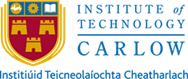 INSTITUTE of
TECHNOLOGY
CARLOW
Institiúid Teicneolaíochta Cheatharlach